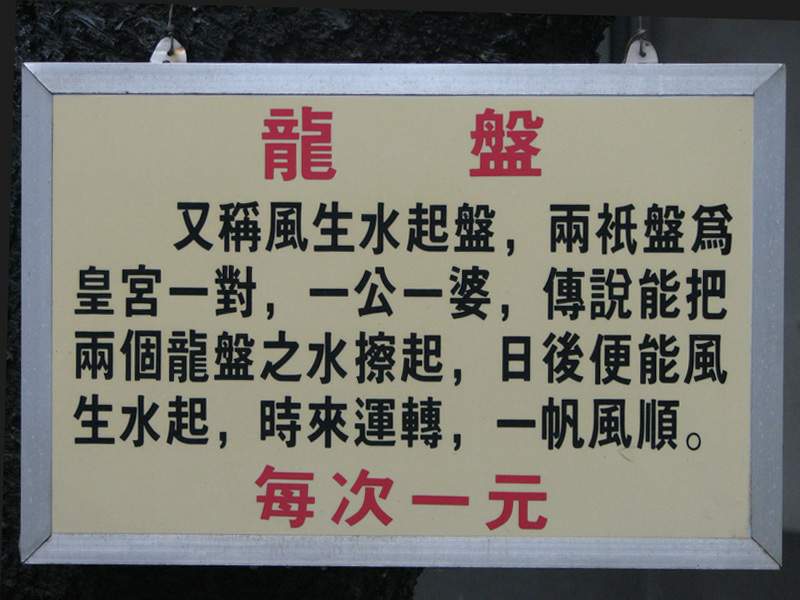 龍 盤
又稱風生水起盤，兩衹盤爲
皇宮一對，一公一婆，傳說能把
兩個龍盤之水擦起，日後便能風
生水起，時來運轉，一帆風順。
每次一元